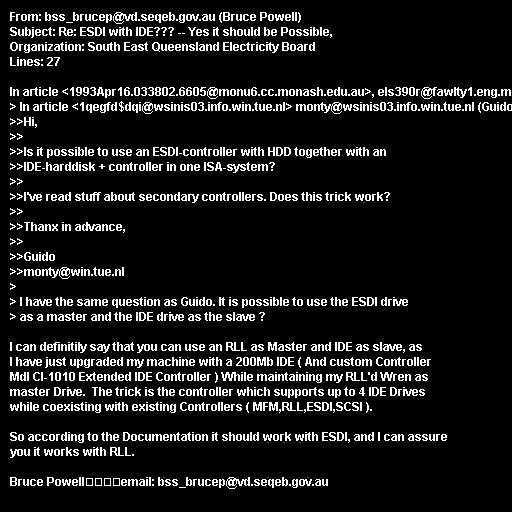 From: bss_brucep@vd.seqeb.gov.au (Bruce Powell)
Subject: Re: ESDI with IDE??? -- Yes it should be Possible,
Organization: South East Queensland Electricity Board
Lines: 27

In article <1993Apr16.033802.6605@monu6.cc.monash.edu.au>, els390r@fawlty1.eng.m
> In article <1qegfd$dqi@wsinis03.info.win.tue.nl> monty@wsinis03.info.win.tue.nl (Guido
>>Hi,
>>
>>Is it possible to use an ESDI-controller with HDD together with an
>>IDE-harddisk + controller in one ISA-system?
>>
>>I've read stuff about secondary controllers. Does this trick work?
>>
>>Thanx in advance,
>>
>>Guido
>>monty@win.tue.nl
>
> I have the same question as Guido. It is possible to use the ESDI drive
> as a master and the IDE drive as the slave ?

I can definitily say that you can use an RLL as Master and IDE as slave, as
I have just upgraded my machine with a 200Mb IDE ( And custom Controller
Mdl CI-1010 Extended IDE Controller ) While maintaining my RLL'd Wren as
master Drive.  The trick is the controller which supports up to 4 IDE Drives
while coexisting with existing Controllers ( MFM,RLL,ESDI,SCSI ).

So according to the Documentation it should work with ESDI, and I can assure
you it works with RLL.

Bruce Powell□□□□email: bss_brucep@vd.seqeb.gov.au